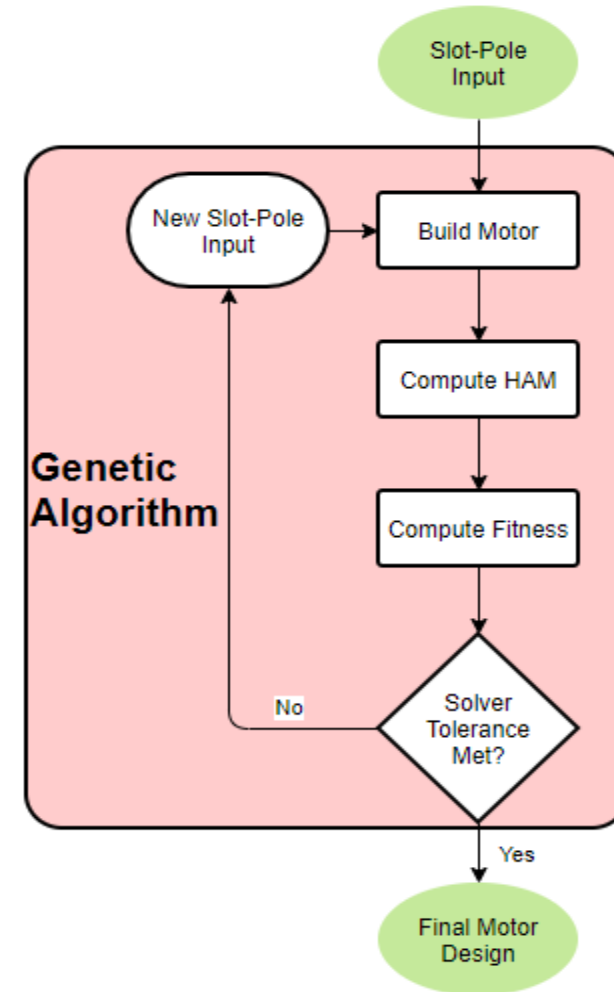 Slot-Pole
Input
New Slot-Pole
Input
Build Motor
Compute HAM
Genetic
Algorithm
Compute Fitness
Solver
Tolerance
Met?
No
Yes
Final Motor
Design